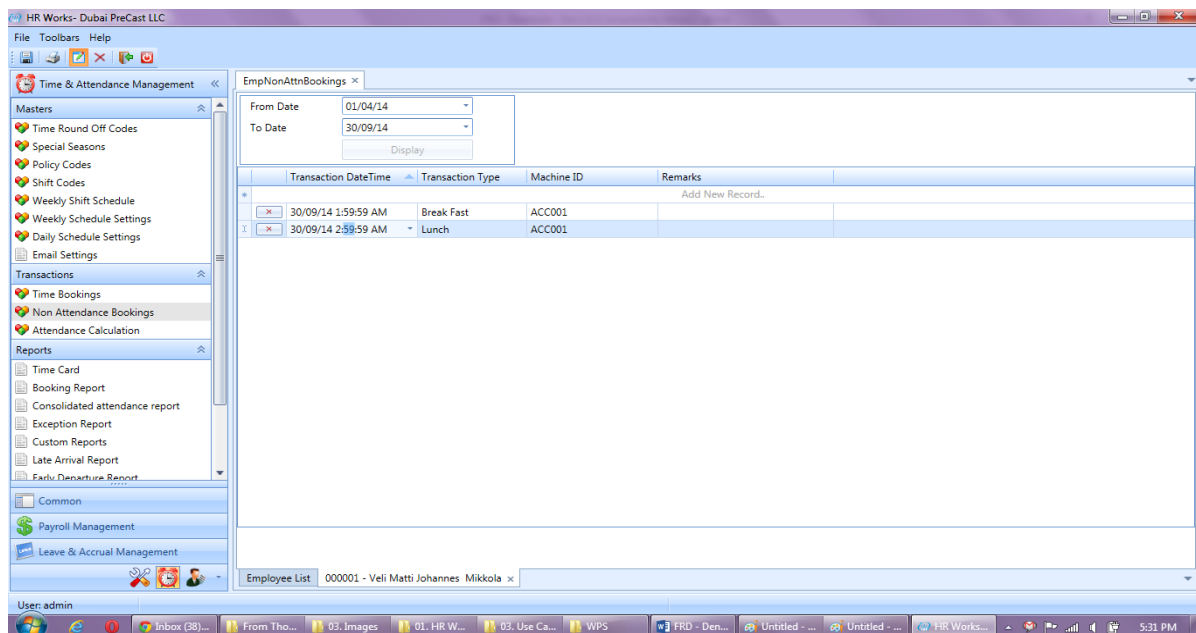 HR Works- Dubai PreCast LLC
File Toolbars Help
Time & Attendance Management
Masters
Time Round Off Codes
Special Seasons
Policy Codes
Shift Codes
Weekly Shift Schedule
Weekly Schedule Settings
Daily Schedule Settings
Email Settings
Transactions
Time Bookings
Non Attendance Bookings
Attendance Calculation
Reports
Time Card
Booking Report
Consolidated attendance report
Exception Report
Custom Reports
Late Arrival Report
Early Departure Report
Common
Payroll Management
Leave & Accrual Management
EmpNonAttnBookings
From Date 01/04/14
To Date 30/09/14
Display
Transaction DateTime Transaction Type Machine ID Remarks
Add New Record..
30/09/14 1:59:59 AM Break Fast ACC001
30/09/14 2:59:59 AM Lunch ACC001
Employee List 000001 - Veli Matti Johannes Mikkola
User: admin
Inbox (38)... From Tho... 03. Images 01. HR W... 03. Use Ca... WPS FRD - Den... Untitled - ... Untitled - ... HR Works... 5:31 PM